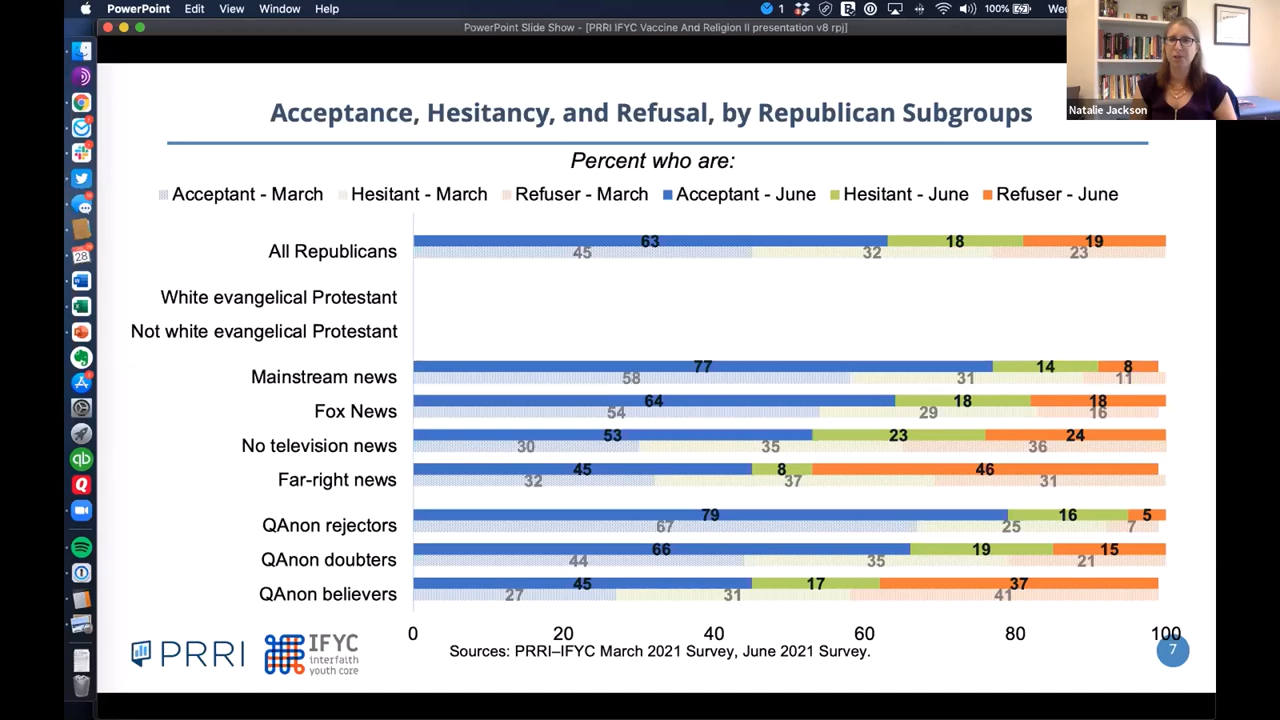 PowerPoint Edit View Window Help 1 100% Wed
PowerPoint Slide Show - [PRRI IFYC Vaccine And Religion II presentation v8 rpj]
Natalie Jackson
Acceptance, Hesitancy, and Refusal, by Republican Subgroups
Percent who are:
Acceptant - March Hesitant - March Refuser - March Acceptant - June Hesitant - June Refuser - June
All Republicans 63 18 19
45 32 23
White evangelical Protestant
Not white evangelical Protestant
Mainstream news 77 14 8
58 31 11
Fox News 64 18 18
54 29 16
No television news 53 23 24
30 35 36
Far-right news 45 8 46
32 37 31
QAnon rejectors 79 16 5
67 25 7
QAnon doubters 66 19 15
44 35 21
QAnon believers 45 17 37
27 31 41
0 20 40 60 80 100
Sources: PRRI–IFYC March 2021 Survey, June 2021 Survey.
PRRI
IFYC
interfaith
youth core
7
28
qb